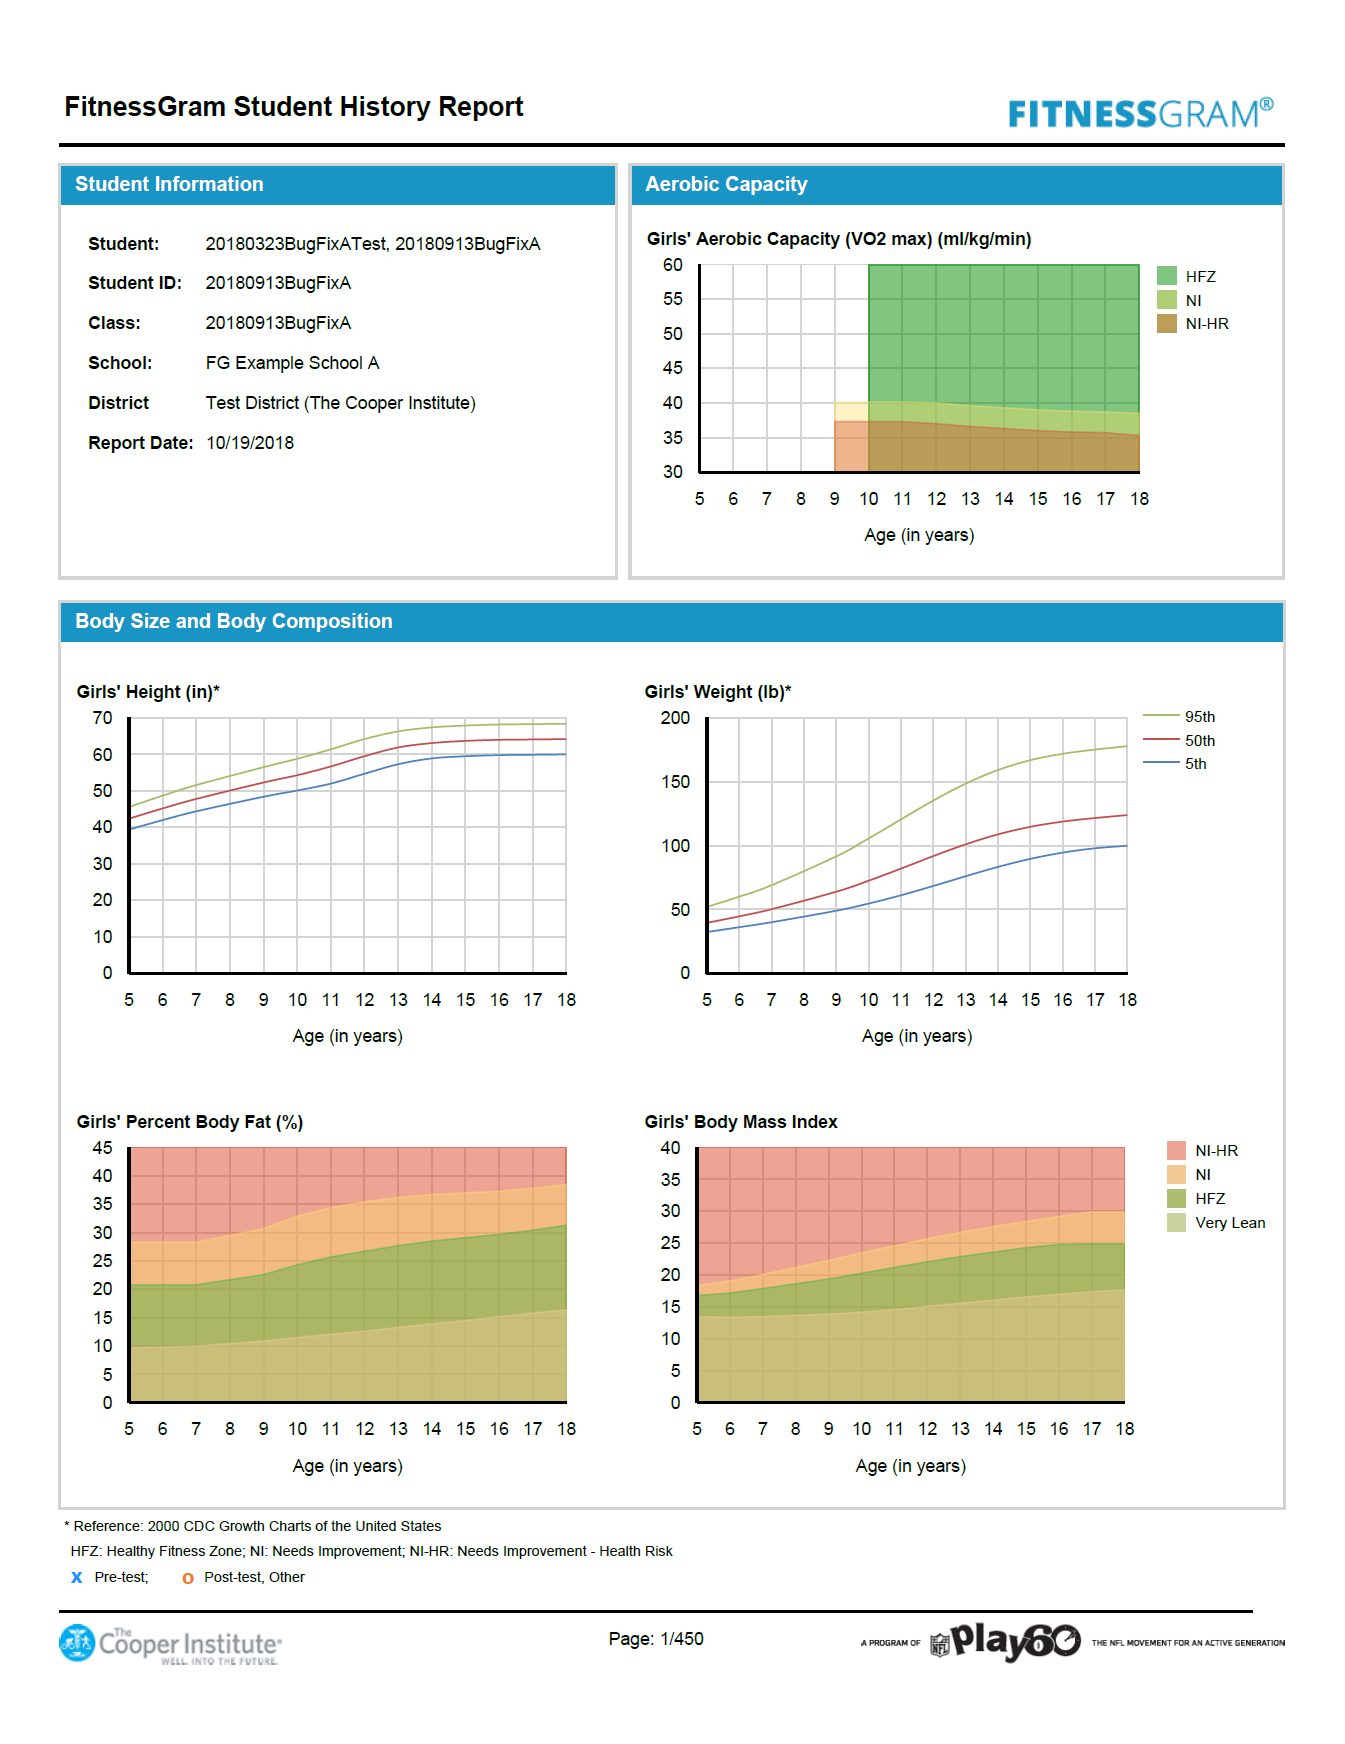 FitnessGram Student History Report
FITNESSGRAM®
Student Information
Student: 20180323BugFixATest, 20180913BugFixA
Student ID: 20180913BugFixA
Class: 20180913BugFixA
School: FG Example School A
District Test District (The Cooper Institute)
Report Date: 10/19/2018
Aerobic Capacity
Girls' Aerobic Capacity (VO2 max) (ml/kg/min)
60
55
50
45
40
35
30
5 6 7 8 9 10 11 12 13 14 15 16 17 18
Age (in years)
HFZ
NI
NI-HR
Body Size and Body Composition
Girls' Height (in)*
70
60
50
40
30
20
10
0
5 6 7 8 9 10 11 12 13 14 15 16 17 18
Age (in years)
Girls' Weight (lb)*
200
150
100
50
0
5 6 7 8 9 10 11 12 13 14 15 16 17 18
Age (in years)
95th
50th
5th
Girls' Percent Body Fat (%)
45
40
35
30
25
20
15
10
5
0
5 6 7 8 9 10 11 12 13 14 15 16 17 18
Age (in years)
Girls' Body Mass Index
40
35
30
25
20
15
10
5
0
5 6 7 8 9 10 11 12 13 14 15 16 17 18
Age (in years)
NI-HR
NI
HFZ
Very Lean
* Reference: 2000 CDC Growth Charts of the United States
HFZ: Healthy Fitness Zone; NI: Needs Improvement; NI-HR: Needs Improvement - Health Risk
x Pre-test; o Post-test, Other
The Cooper Institute
WELL. INTO THE FUTURE.
Page: 1/450
A PROGRAM OF NFL Play60 THE NFL MOVEMENT FOR AN ACTIVE GENERATION